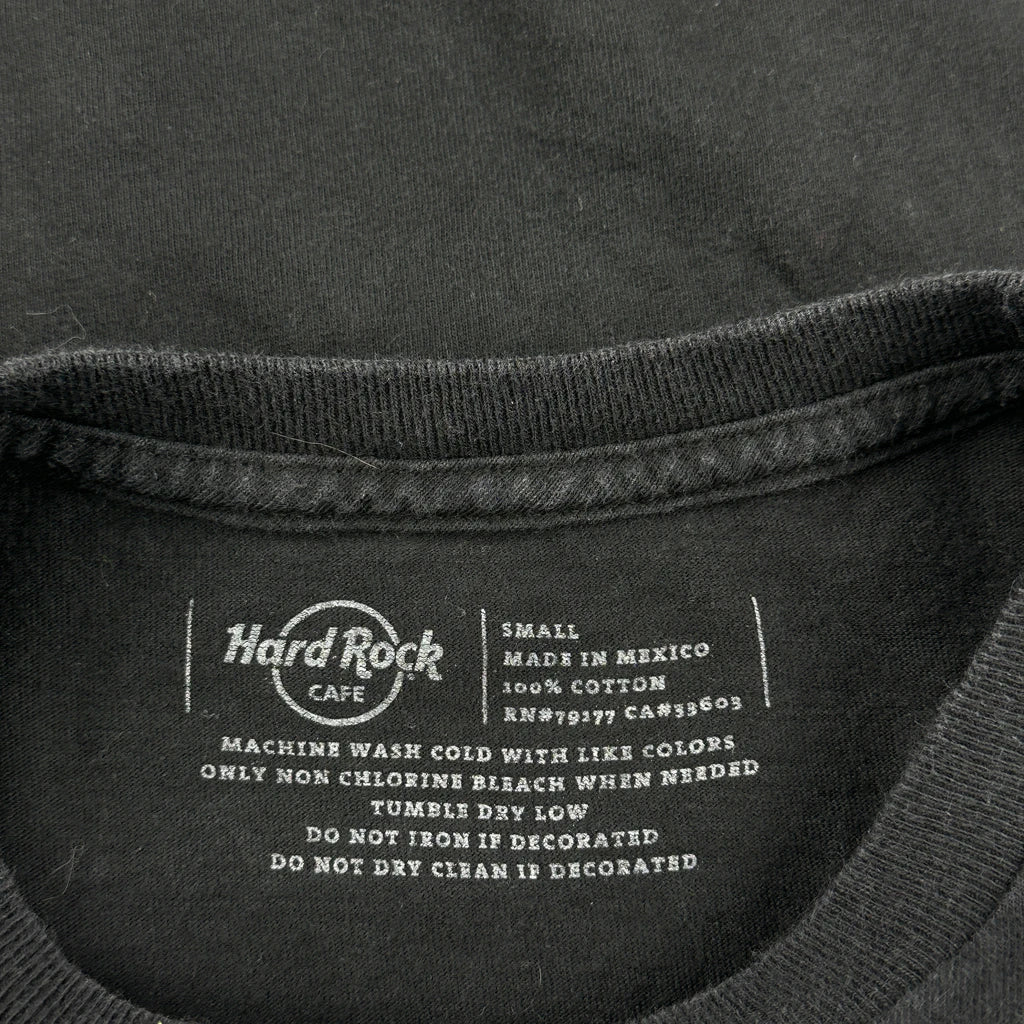 Hard Rock
CAFE
SMALL
MADE IN MEXICO
100% COTTON
RN#79177 CA#33603
MACHINE WASH COLD WITH LIKE COLORS
ONLY NON CHLORINE BLEACH WHEN NEEDED
TUMBLE DRY LOW
DO NOT IRON IF DECORATED
DO NOT DRY CLEAN IF DECORATED